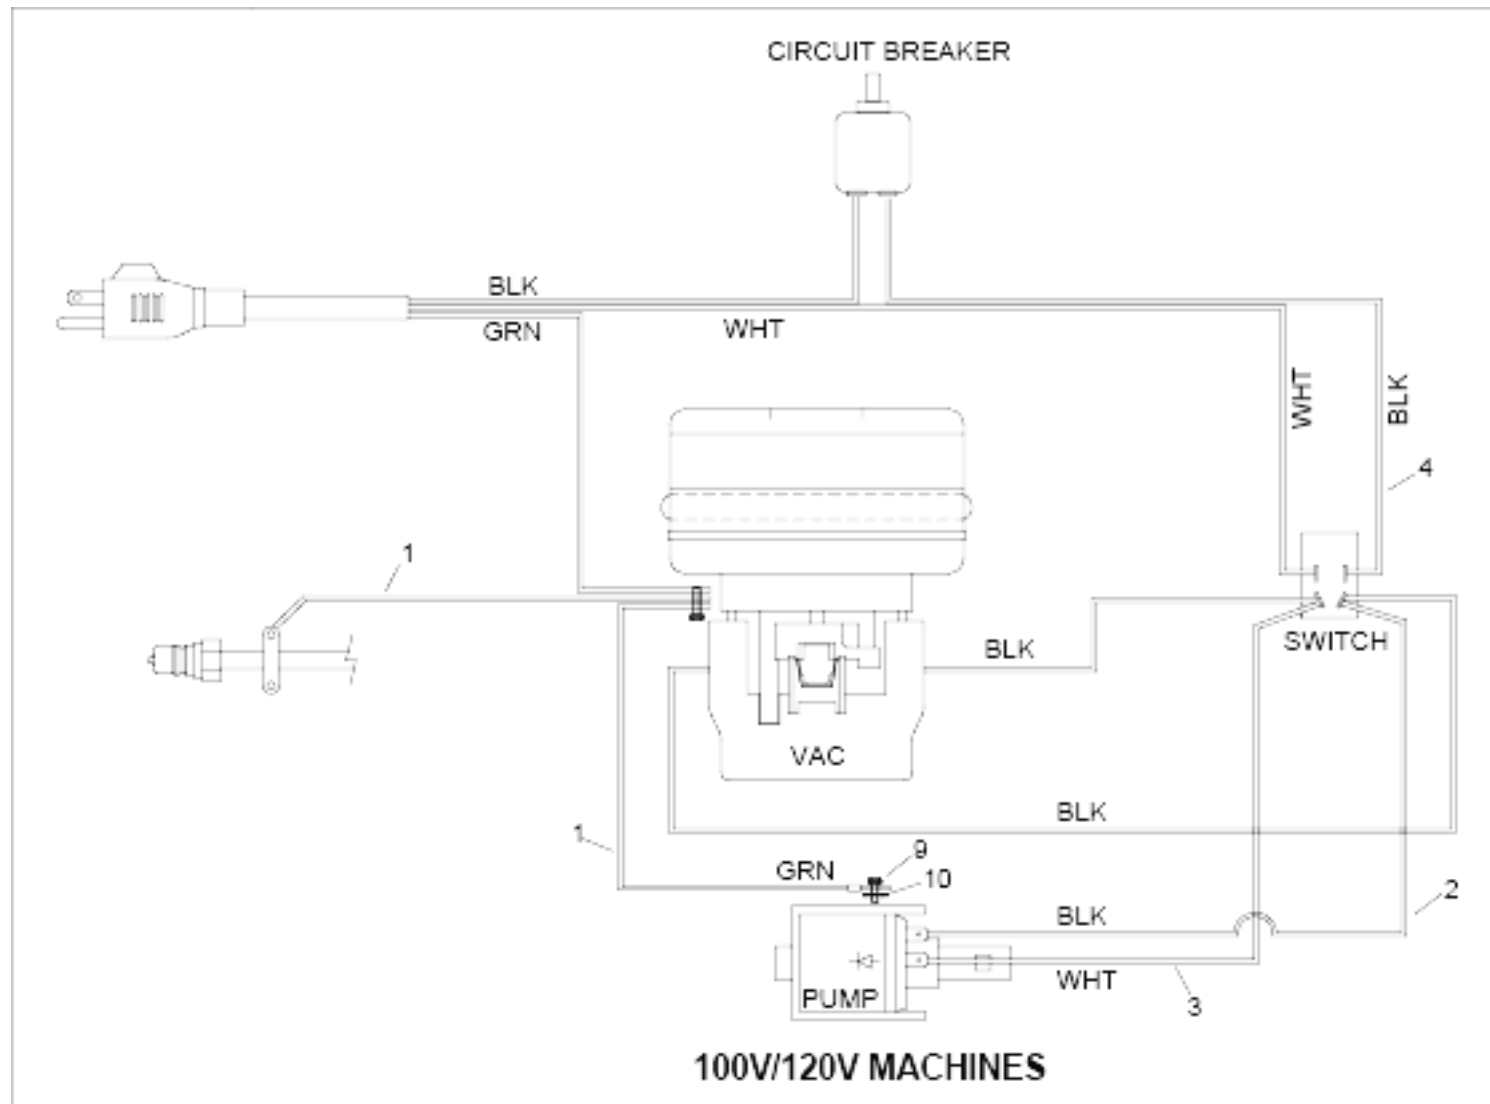 CIRCUIT BREAKER
BLK
GRN
WHT
WHT
BLK
4
1
SWITCH
BLK
VAC
BLK
1
GRN
9
10
BLK
2
WHT
3
PUMP
100V/120V MACHINES